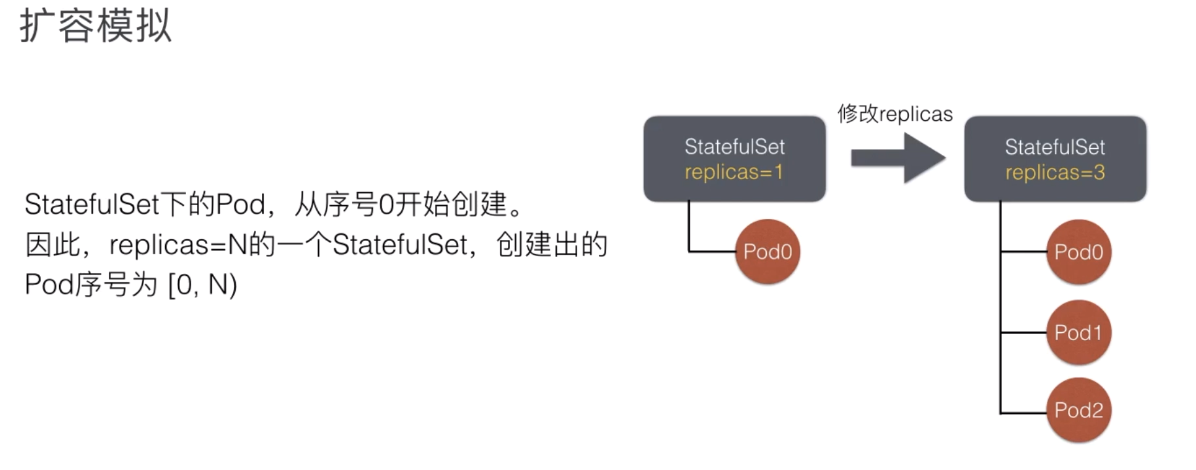 扩容模拟
StatefulSet下的Pod，从序号0开始创建。
因此，replicas=N的一个StatefulSet，创建出的
Pod序号为 [0, N)
修改replicas
StatefulSet
replicas=1
Pod0
StatefulSet
replicas=3
Pod0
Pod1
Pod2